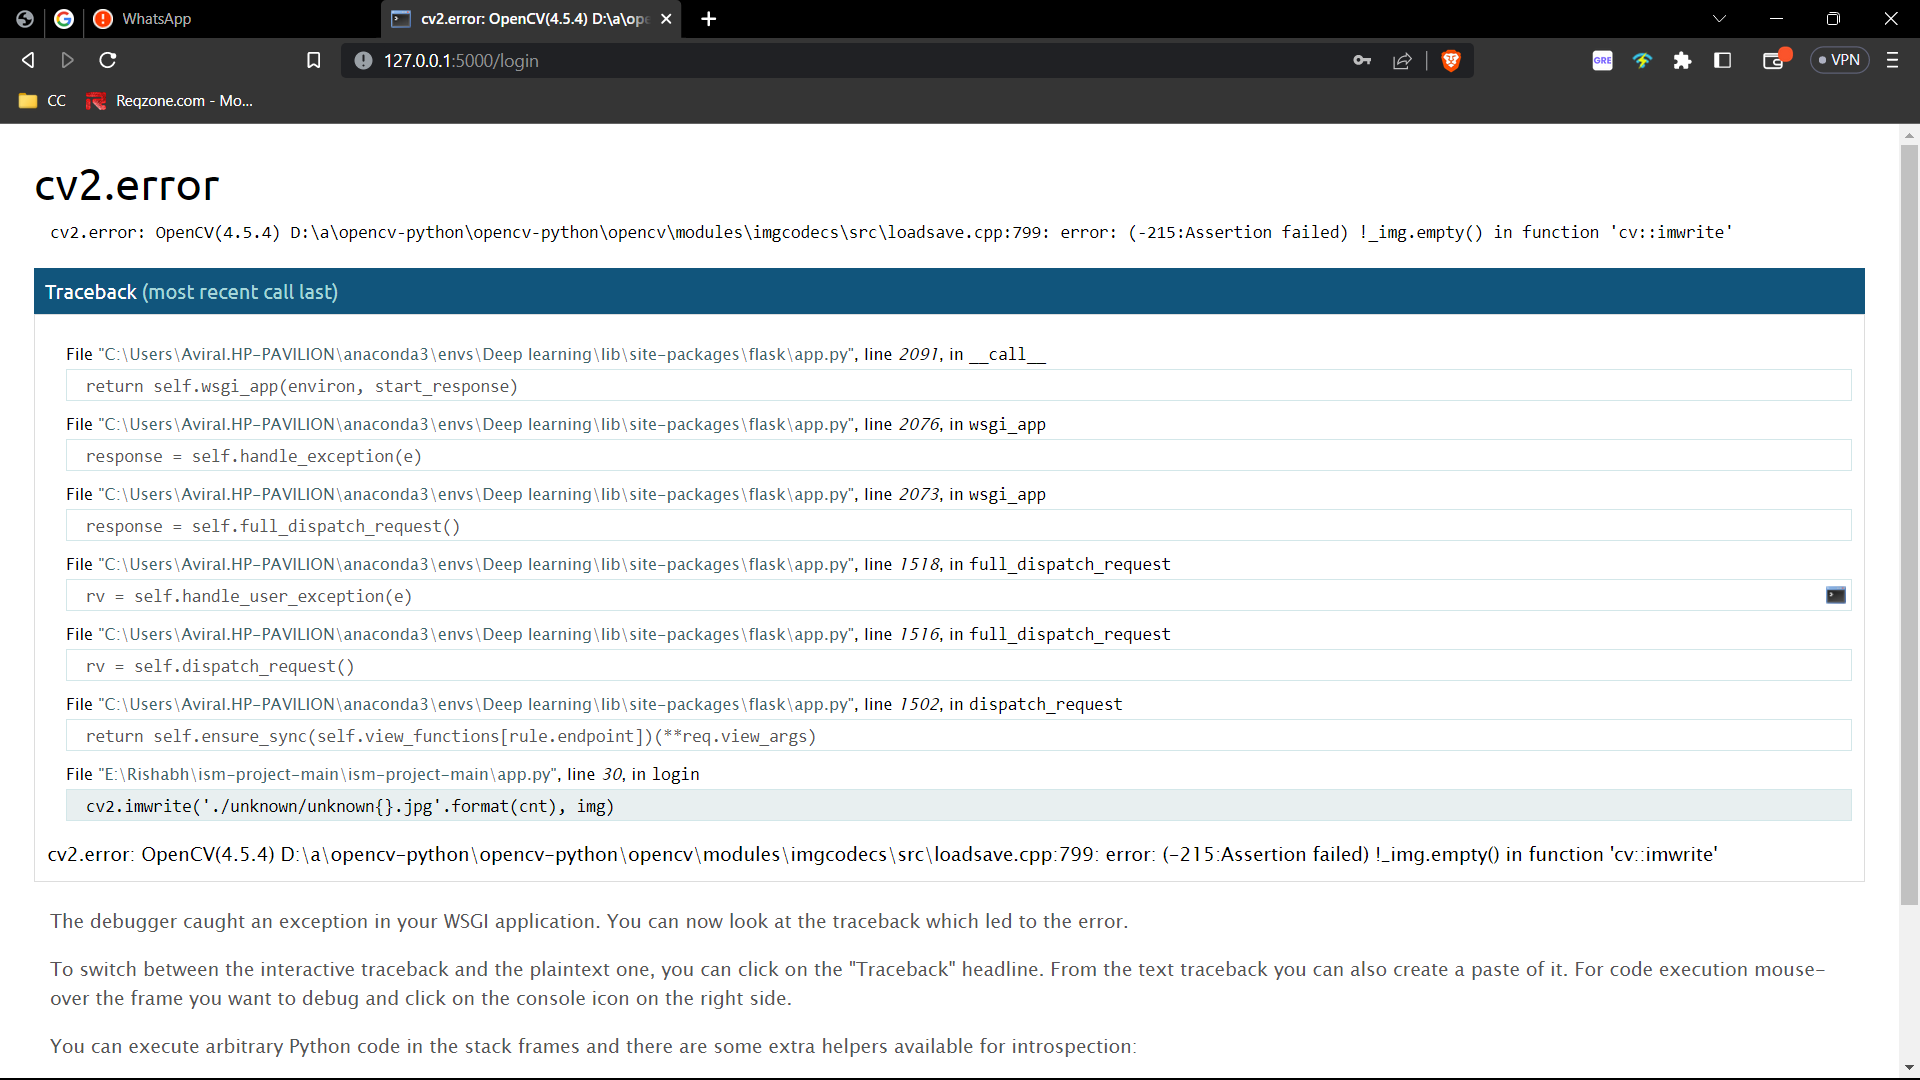 WhatsApp
cv2.error: OpenCV(4.5.4) D:\a\ope
127.0.0.1:5000/login
GRE
VPN
CC
Reqzone.com - Mo...
cv2.error
cv2.error: OpenCV(4.5.4) D:\a\opencv-python\opencv-python\opencv\modules\imgcodecs\src\loadsave.cpp:799: error: (-215:Assertion failed) !_img.empty() in function 'cv::imwrite'
Traceback (most recent call last)
File "C:\Users\Aviral.HP-PAVILION\anaconda3\envs\Deep learning\lib\site-packages\flask\app.py", line 2091, in __call__
return self.wsgi_app(environ, start_response)
File "C:\Users\Aviral.HP-PAVILION\anaconda3\envs\Deep learning\lib\site-packages\flask\app.py", line 2076, in wsgi_app
response = self.handle_exception(e)
File "C:\Users\Aviral.HP-PAVILION\anaconda3\envs\Deep learning\lib\site-packages\flask\app.py", line 2073, in wsgi_app
response = self.full_dispatch_request()
File "C:\Users\Aviral.HP-PAVILION\anaconda3\envs\Deep learning\lib\site-packages\flask\app.py", line 1518, in full_dispatch_request
rv = self.handle_user_exception(e)
File "C:\Users\Aviral.HP-PAVILION\anaconda3\envs\Deep learning\lib\site-packages\flask\app.py", line 1516, in full_dispatch_request
rv = self.dispatch_request()
File "C:\Users\Aviral.HP-PAVILION\anaconda3\envs\Deep learning\lib\site-packages\flask\app.py", line 1502, in dispatch_request
return self.ensure_sync(self.view_functions[rule.endpoint])(**req.view_args)
File "E:\Rishabh\ism-project-main\ism-project-main\app.py", line 30, in login
cv2.imwrite('./unknown/unknown{}.jpg'.format(cnt), img)
cv2.error: OpenCV(4.5.4) D:\a\opencv-python\opencv-python\opencv\modules\imgcodecs\src\loadsave.cpp:799: error: (-215:Assertion failed) !_img.empty() in function 'cv::imwrite'
The debugger caught an exception in your WSGI application. You can now look at the traceback which led to the error.
To switch between the interactive traceback and the plaintext one, you can click on the "Traceback" headline. From the text traceback you can also create a paste of it. For code execution mouse-
over the frame you want to debug and click on the console icon on the right side.
You can execute arbitrary Python code in the stack frames and there are some extra helpers available for introspection: